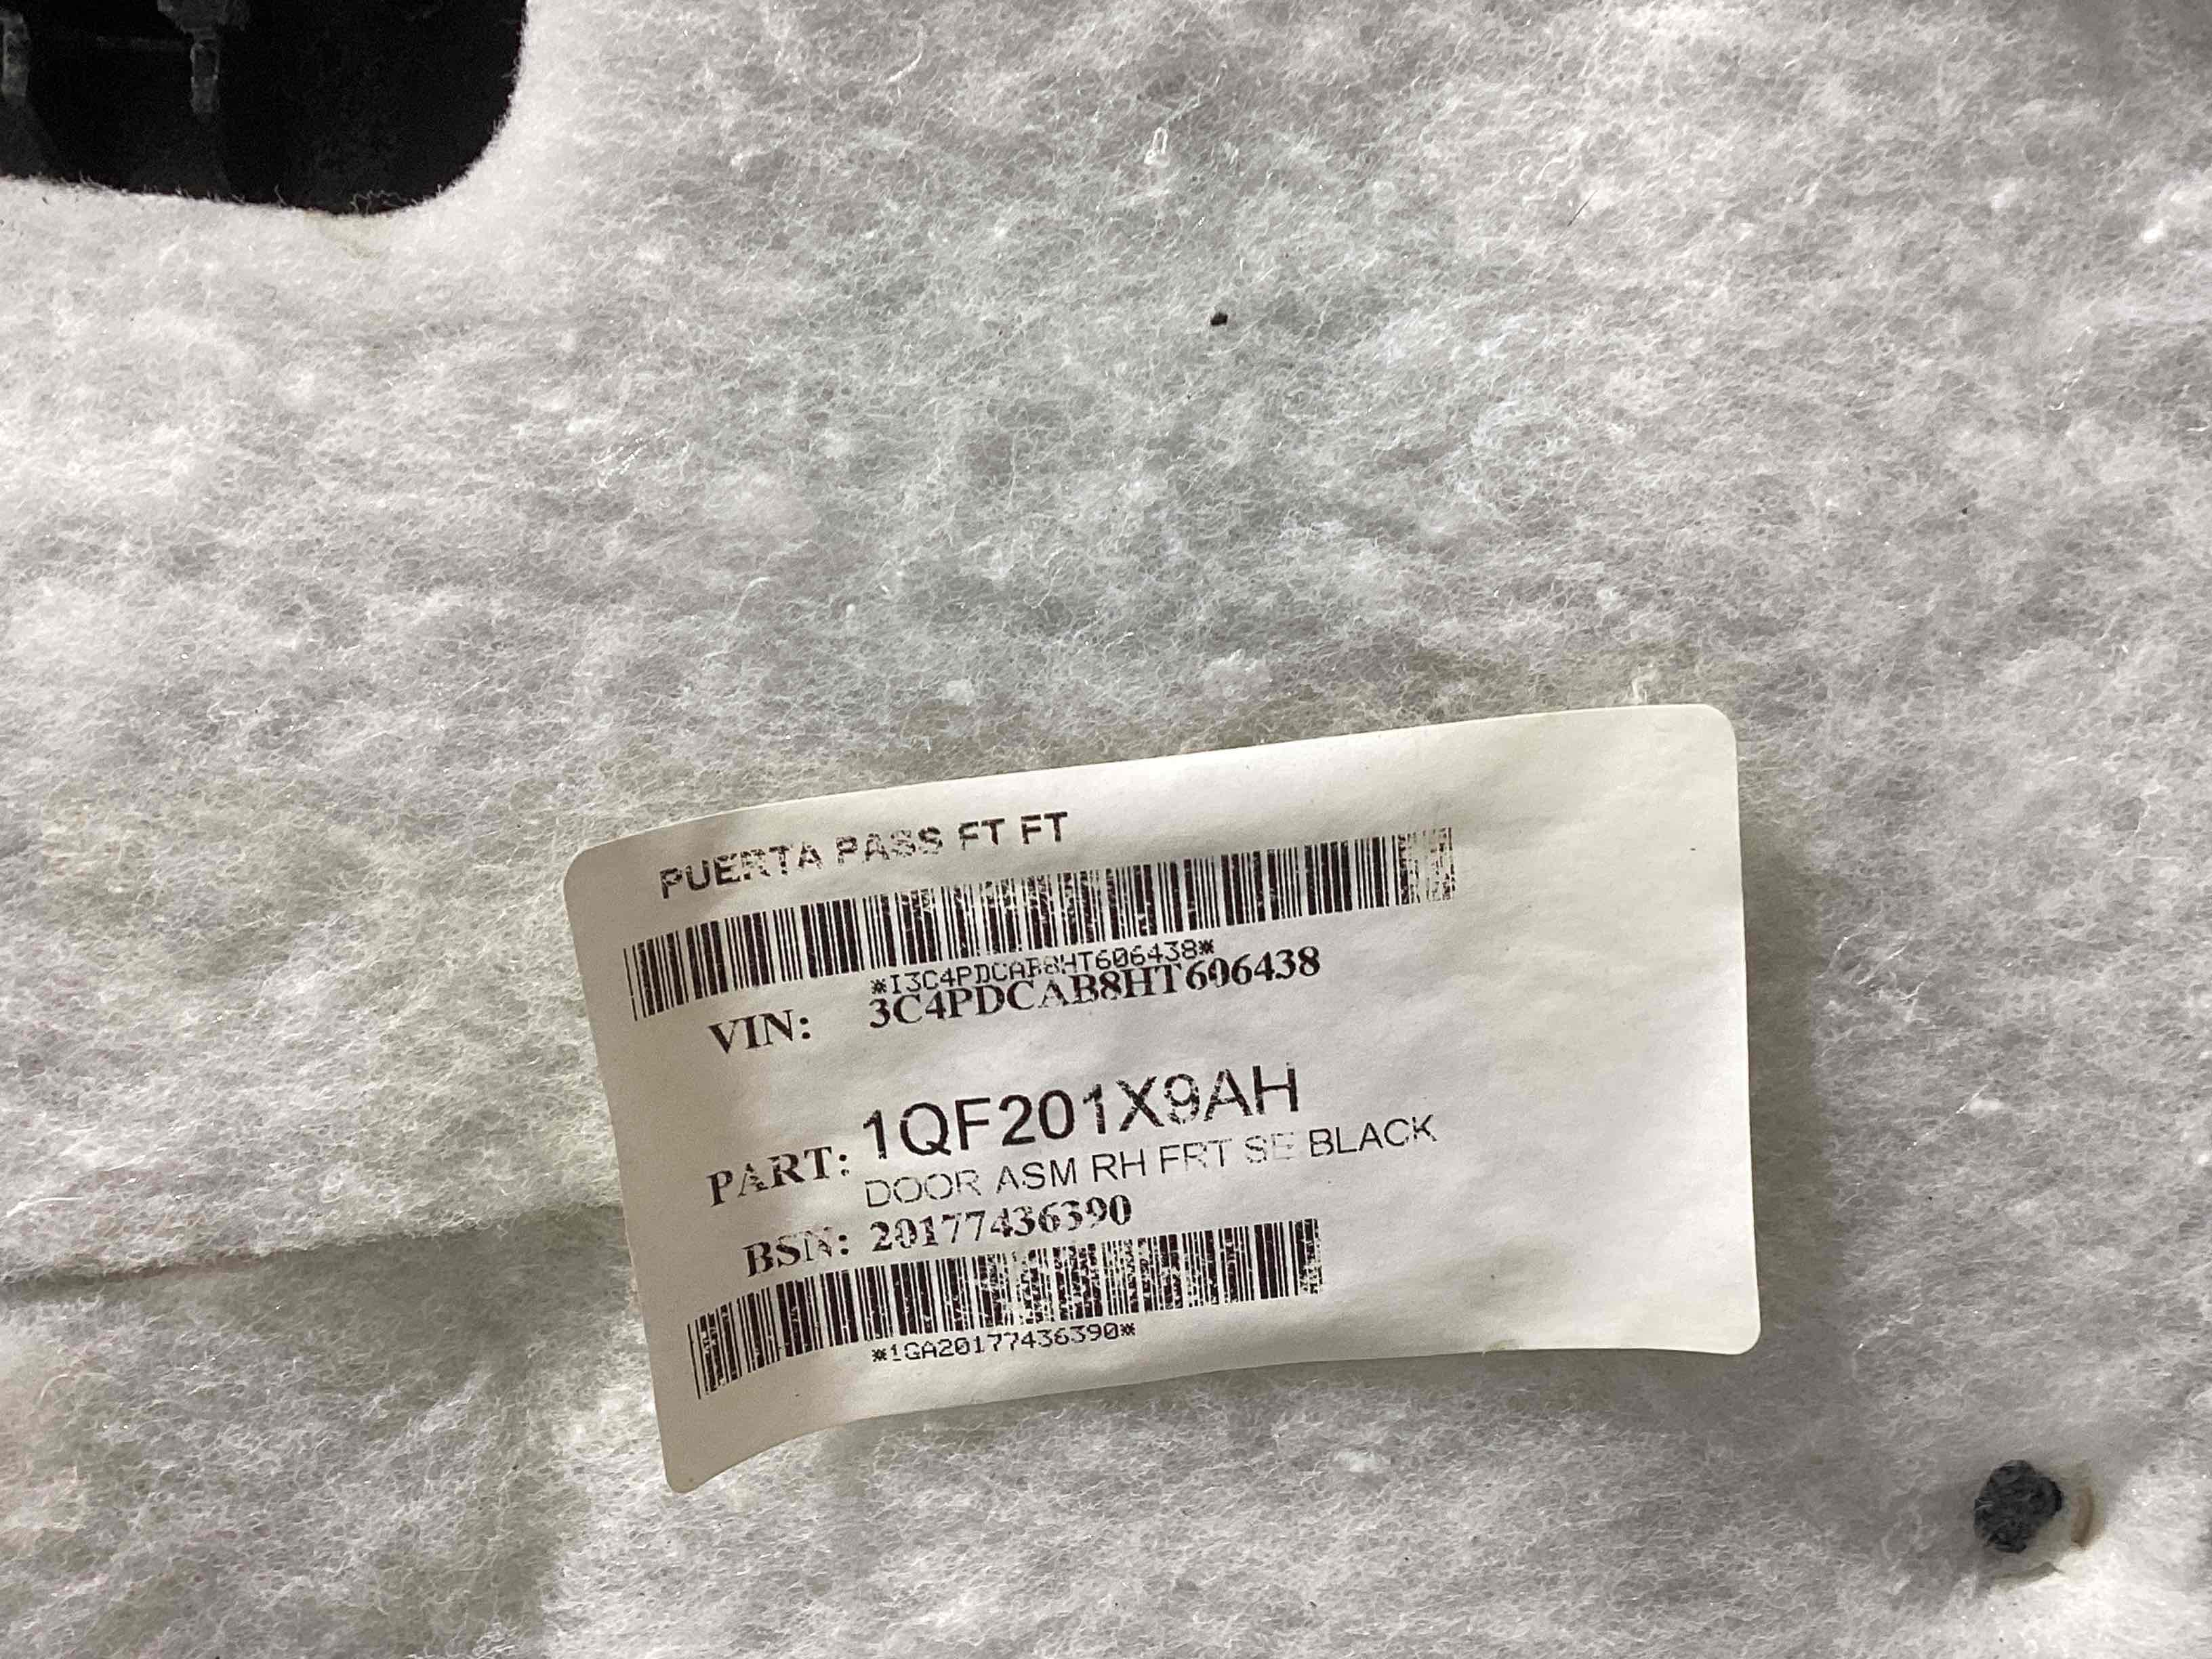 PUERTA PASS FT FT
*I3C4PDCAB8HT606438*
VIN: 3C4PDCAB8HT606438
PART: 1QF201X9AH
DOOR ASM RH FRT SE BLACK
BSN: 20177436390
*1GA20177436390*